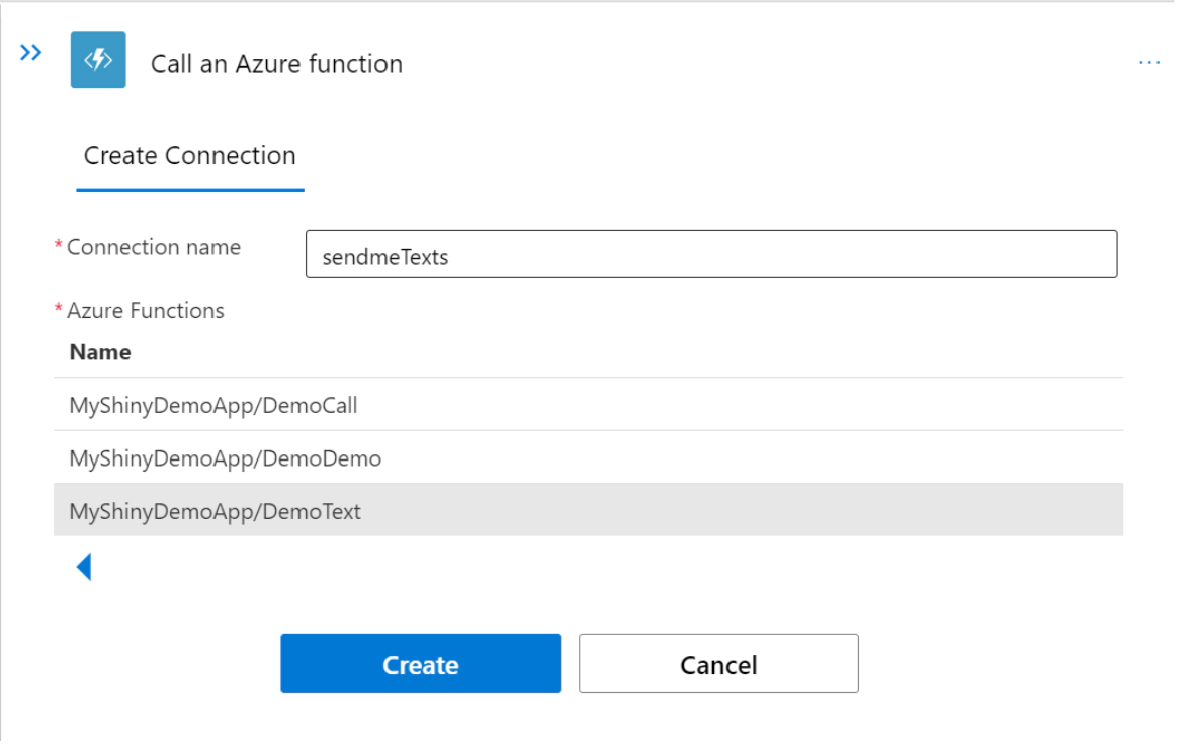 Call an Azure function
...
Create Connection
* Connection name
sendmeTexts
* Azure Functions
Name
MyShinyDemoApp/DemoCall
MyShinyDemoApp/DemoDemo
MyShinyDemoApp/DemoText
Create
Cancel